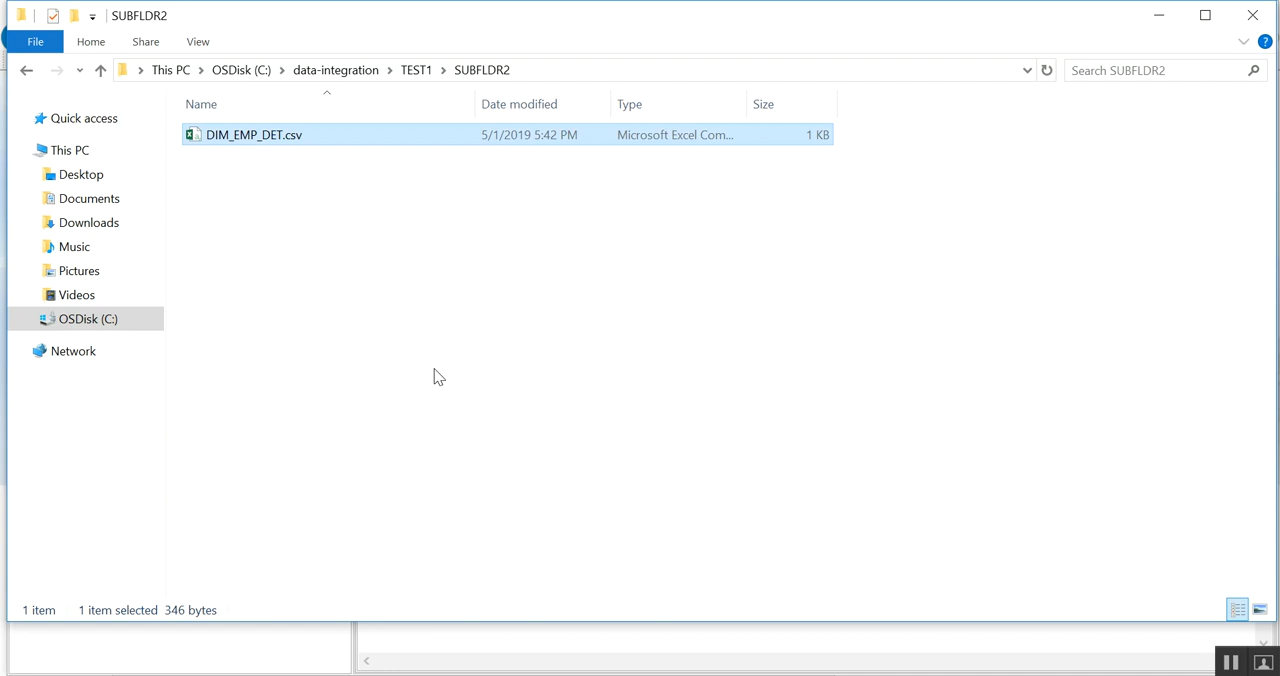 SUBFLDR2
File Home Share View
This PC OSDisk (C:) data-integration TEST1 SUBFLDR2 Search SUBFLDR2
Name Date modified Type Size
DIM_EMP_DET.csv 5/1/2019 5:42 PM Microsoft Excel Com... 1 KB
Quick access
This PC
Desktop
Documents
Downloads
Music
Pictures
Videos
OSDisk (C:)
Network
1 item 1 item selected 346 bytes